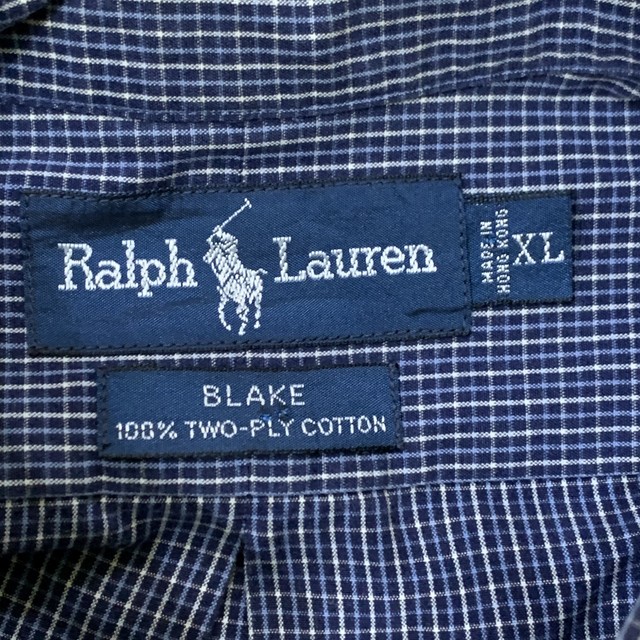 Ralph Lauren
MADE IN
HONG KONG
XL
BLAKE
100% TWO-PLY COTTON